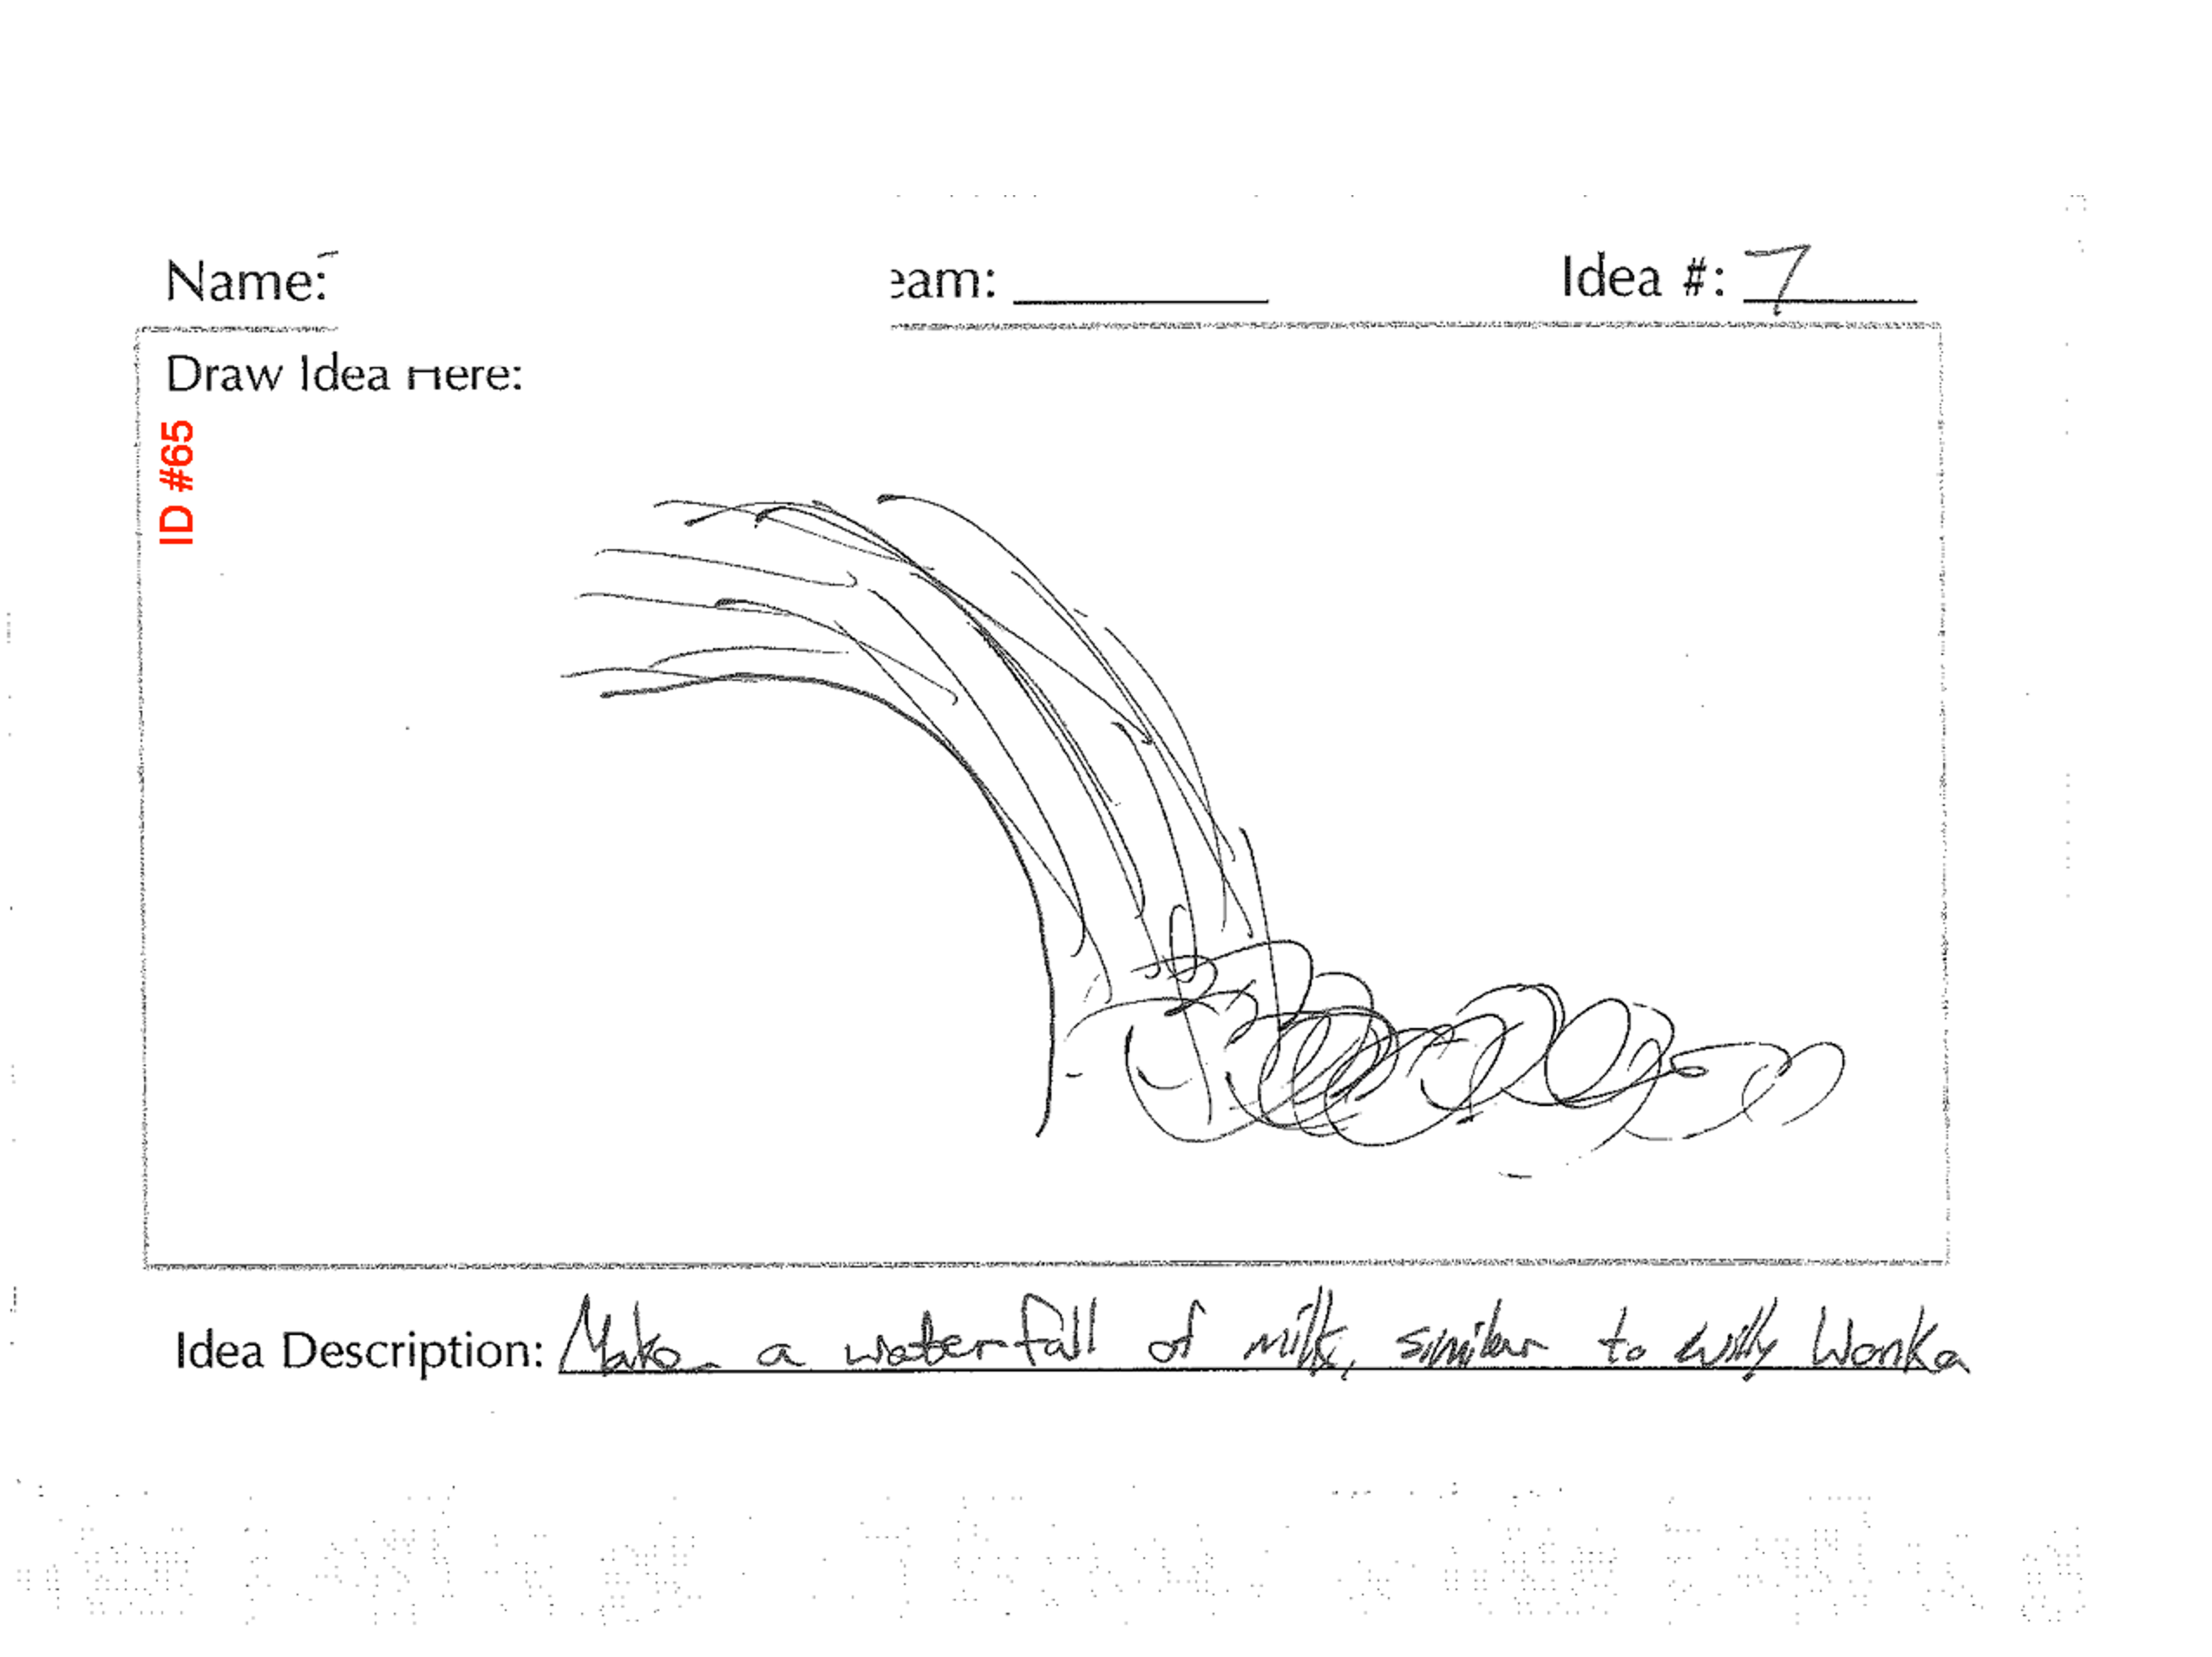 Name:
eam:
Idea #: 7
Draw Idea Here:
ID #65
Idea Description: Make a waterfall of milk, similar to willy Wonka